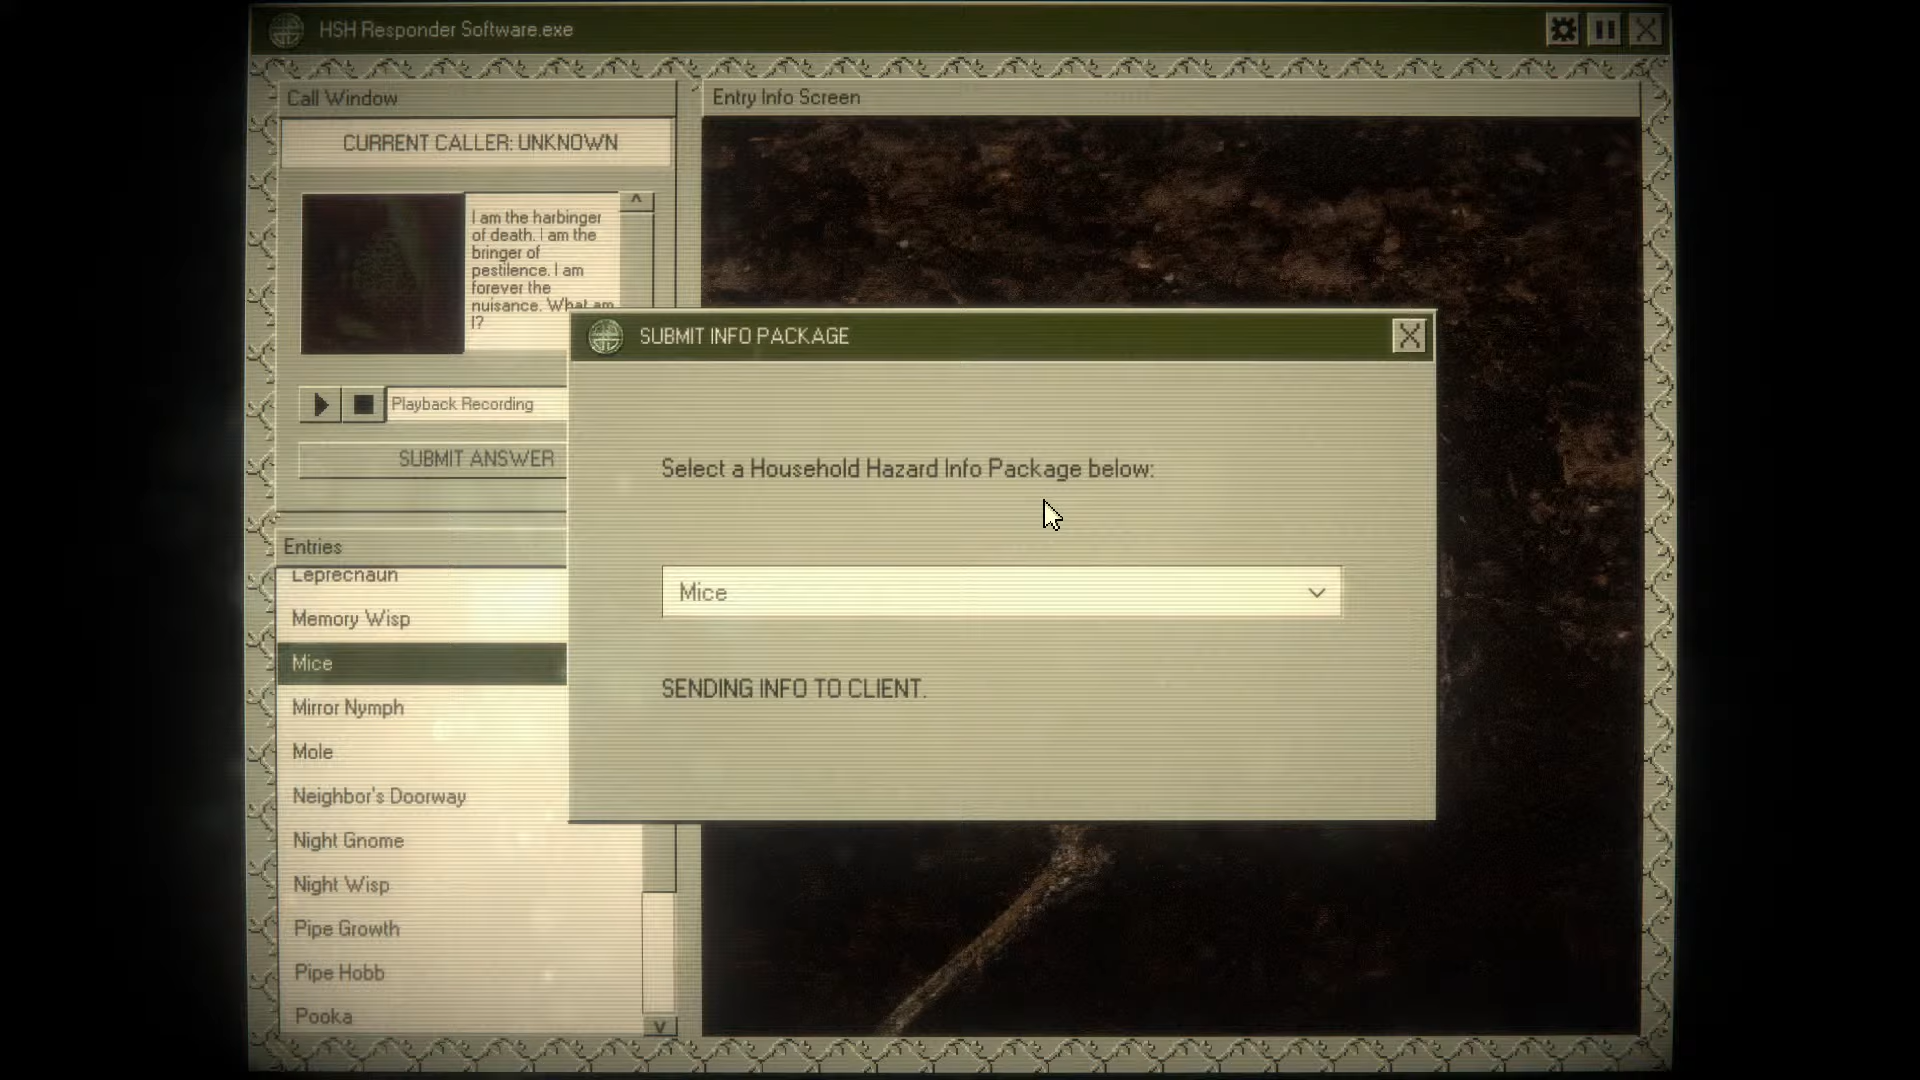 HSH Responder Software.exe
Call Window
CURRENT CALLER: UNKNOWN
I am the harbinger
of death. I am the
bringer of
pestilence. I am
forever the
nuisance. What am
I?
Playback Recording
SUBMIT ANSWER
Entries
Leprechaun
Memory Wisp
Mice
Mirror Nymph
Mole
Neighbor's Doorway
Night Gnome
Night Wisp
Pipe Growth
Pipe Hobb
Pooka
Entry Info Screen
SUBMIT INFO PACKAGE
Select a Household Hazard Info Package below:
Mice
SENDING INFO TO CLIENT.